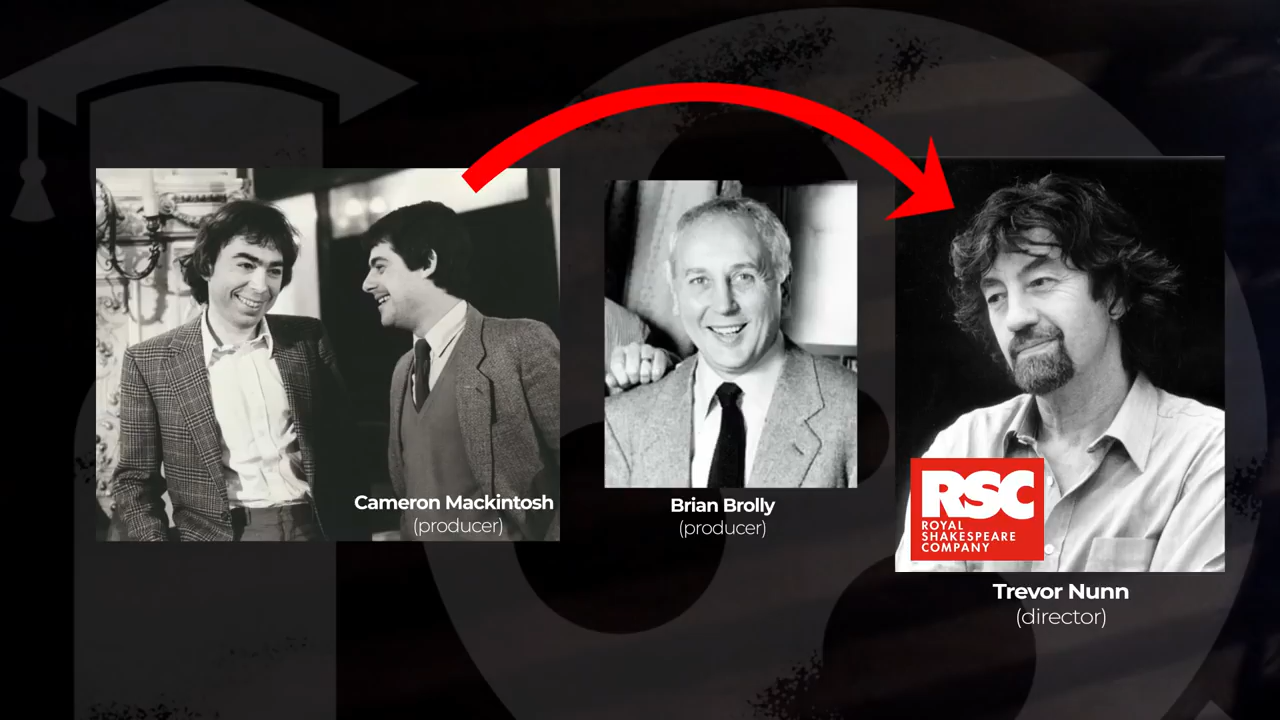 Cameron Mackintosh
(producer)
Brian Brolly
(producer)
RSC
ROYAL
SHAKESPEARE
COMPANY
Trevor Nunn
(director)